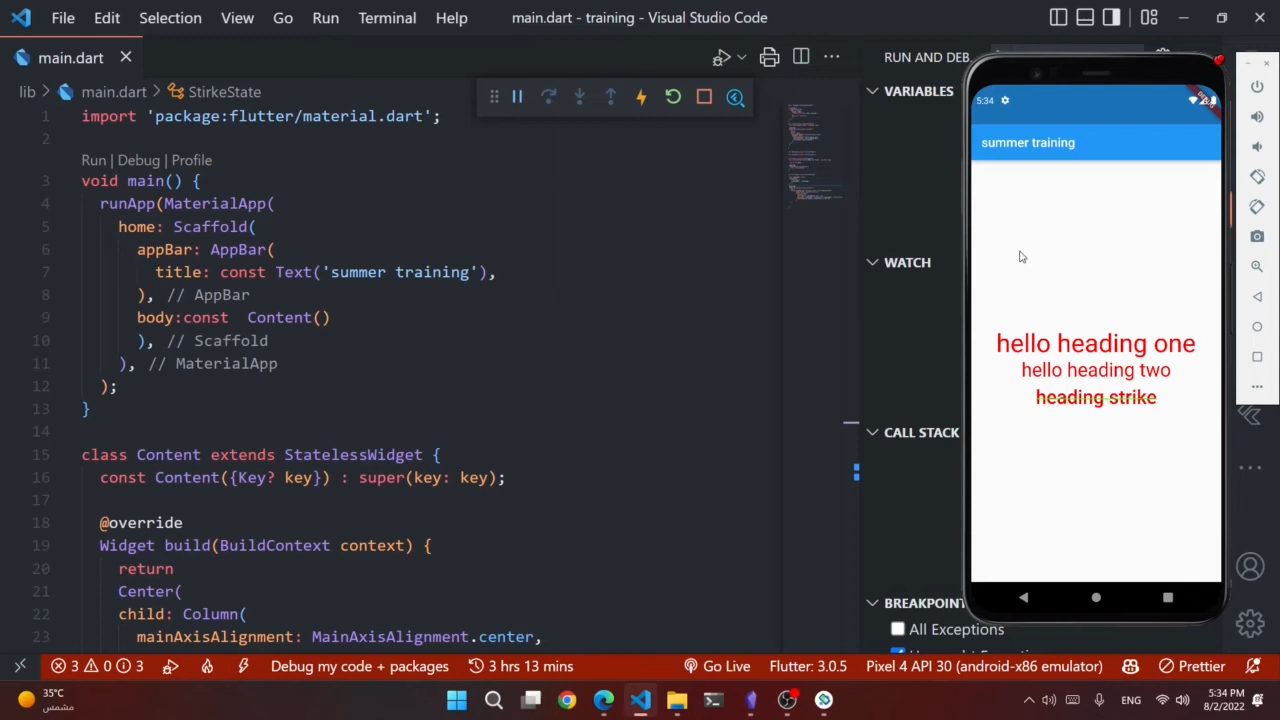 File Edit Selection View Go Run Terminal Help
main.dart - training - Visual Studio Code
main.dart
lib > main.dart > StirkeState
1 import 'package:flutter/material.dart';
2
Run | Debug | Profile
3 void main() {
4 runApp(MaterialApp(
5 home: Scaffold(
6 appBar: AppBar(
7 title: const Text('summer training'),
8 ), // AppBar
9 body:const Content()
10 ), // Scaffold
11 ), // MaterialApp
12 );
13 }
14
15 class Content extends StatelessWidget {
16 const Content({Key? key}) : super(key: key);
17
18 @override
19 Widget build(BuildContext context) {
20 return
21 Center(
22 child: Column(
23 mainAxisAlignment: MainAxisAlignment.center,
RUN AND DEB
VARIABLES
WATCH
CALL STACK
BREAKPOIN
All Exceptions
5:34
summer training
hello heading one
hello heading two
heading strike
3 0 3 Debug my code + packages 3 hrs 13 mins Go Live Flutter: 3.0.5 Pixel 4 API 30 (android-x86 emulator) Prettier
35°C
مشمس
ENG
5:34 PM
8/2/2022